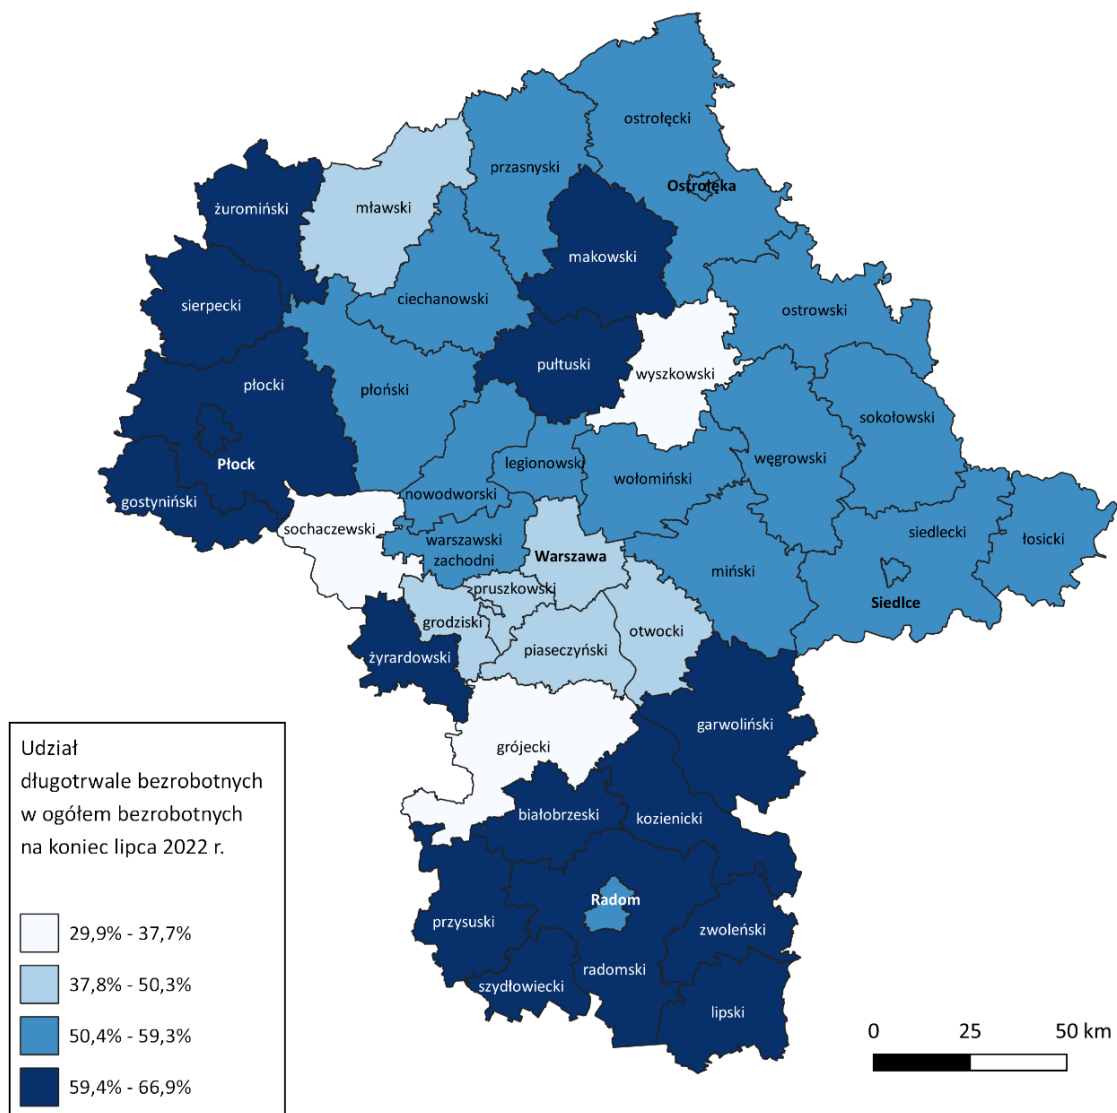 ostrołęcki
przasnyski
Ostrołęka
żuromiński
mławski
makowski
ciechanowski
sierpecki
ostrowski
pułtuski
wyszkowski
płocki
płoński
sokołowski
węgrowski
Płock
legionowski
wołomiński
nowodworski
gostyniński
sochaczewski
warszawski
zachodni
siedlecki
łosicki
Warszawa
miński
pruszkowski
Siedlce
grodziski
otwocki
piaseczyński
żyrardowski
garwoliński
grójecki
białobrzeski
kozienicki
Radom
przysuski
zwoleński
radomski
szydłowiecki
lipski
Udział
długotrwale bezrobotnych
w ogółem bezrobotnych
na koniec lipca 2022 r.
29,9% - 37,7%
37,8% - 50,3%
50,4% - 59,3%
59,4% - 66,9%
0 25 50 km